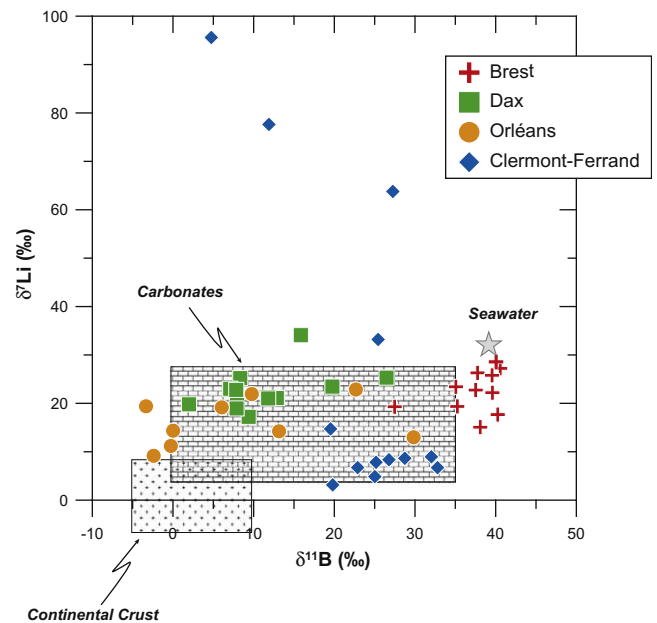 100
80
60
40
20
0
-10
0
10
20
30
40
50
δ⁷Li (‰)
δ¹¹B (‰)
Brest
Dax
Orléans
Clermont-Ferrand
Carbonates
Seawater
Continental Crust